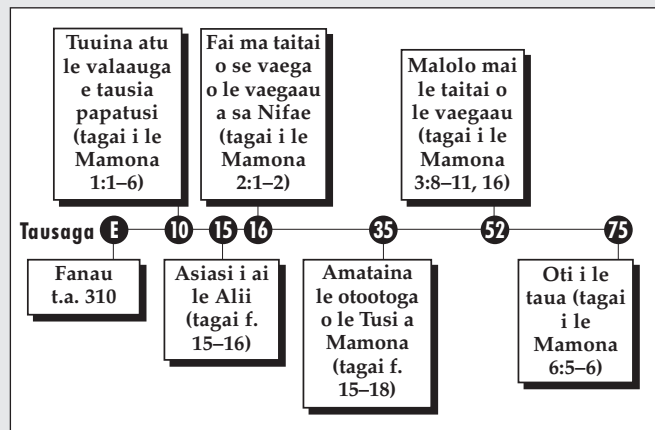 Tuuina atu
le valaauga
e tausia
papatusi
(tagai i le
Mamona
1:1–6)
Fai ma taitai
o se vaega
o le vaegaau
a sa Nifae
(tagai i le
Mamona
2:1–2)
Malolo mai
le taitai o
le vaegaau
(tagai i le
Mamona
3:8–11, 16)
Tausaga E 10 15 16 35 52 75
Fanau
t.a. 310
Asiasi i ai
le Alii
(tagai f.
15–16)
Amataina
le otootoga
o le Tusi a
Mamona
(tagai f.
15–18)
Oti i le
taua (tagai
i le
Mamona
6:5–6)